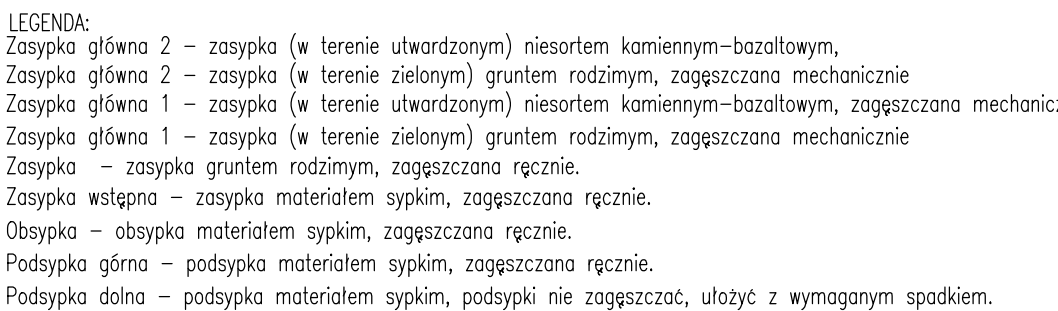 LEGENDA:
Zasypka główna 2 – zasypka (w terenie utwardzonym) niesortem kamiennym–bazaltowym,
Zasypka główna 2 – zasypka (w terenie zielonym) gruntem rodzimym, zagęszczana mechanicznie
Zasypka główna 1 – zasypka (w terenie utwardzonym) niesortem kamiennym–bazaltowym, zagęszczana mechanicz
Zasypka główna 1 – zasypka (w terenie zielonym) gruntem rodzimym, zagęszczana mechanicznie
Zasypka – zasypka gruntem rodzimym, zagęszczana ręcznie.
Zasypka wstępna – zasypka materiałem sypkim, zagęszczana ręcznie.
Obsypka – obsypka materiałem sypkim, zagęszczana ręcznie.
Podsypka górna – podsypka materiałem sypkim, zagęszczana ręcznie.
Podsypka dolna – podsypka materiałem sypkim, podsypki nie zagęszczać, ułożyć z wymaganym spadkiem.